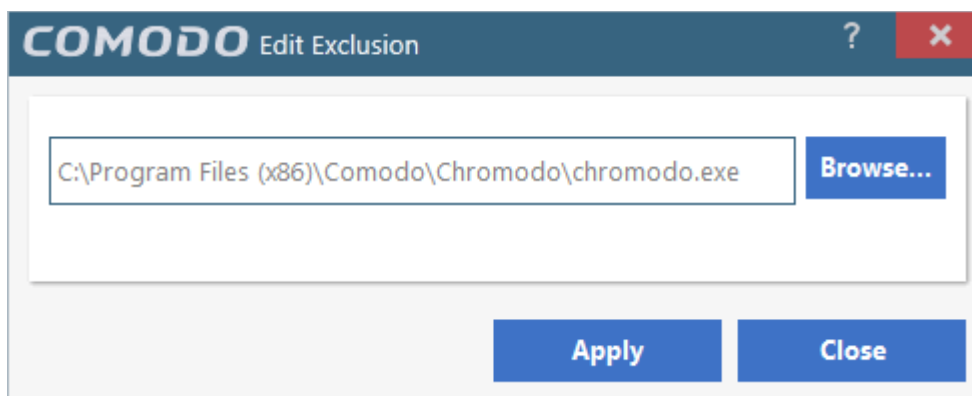 COMODO Edit Exclusion ?
C:\Program Files (x86)\Comodo\Chromodo\chromodo.exe Browse...
Apply Close